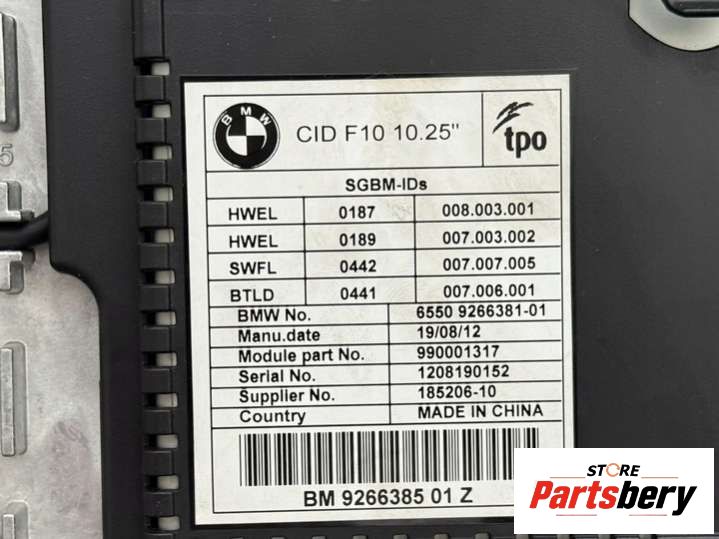 5
BMW
CID F10 10.25"
tpo
SGBM-IDs
HWEL 0187 008.003.001
HWEL 0189 007.003.002
SWFL 0442 007.007.005
BTLD 0441 007.006.001
BMW No. 6550 9266381-01
Manu.date 19/08/12
Module part No. 990001317
Serial No. 1208190152
Supplier No. 185206-10
Country MADE IN CHINA
BM 9266385 01 Z
STORE
Partsbery